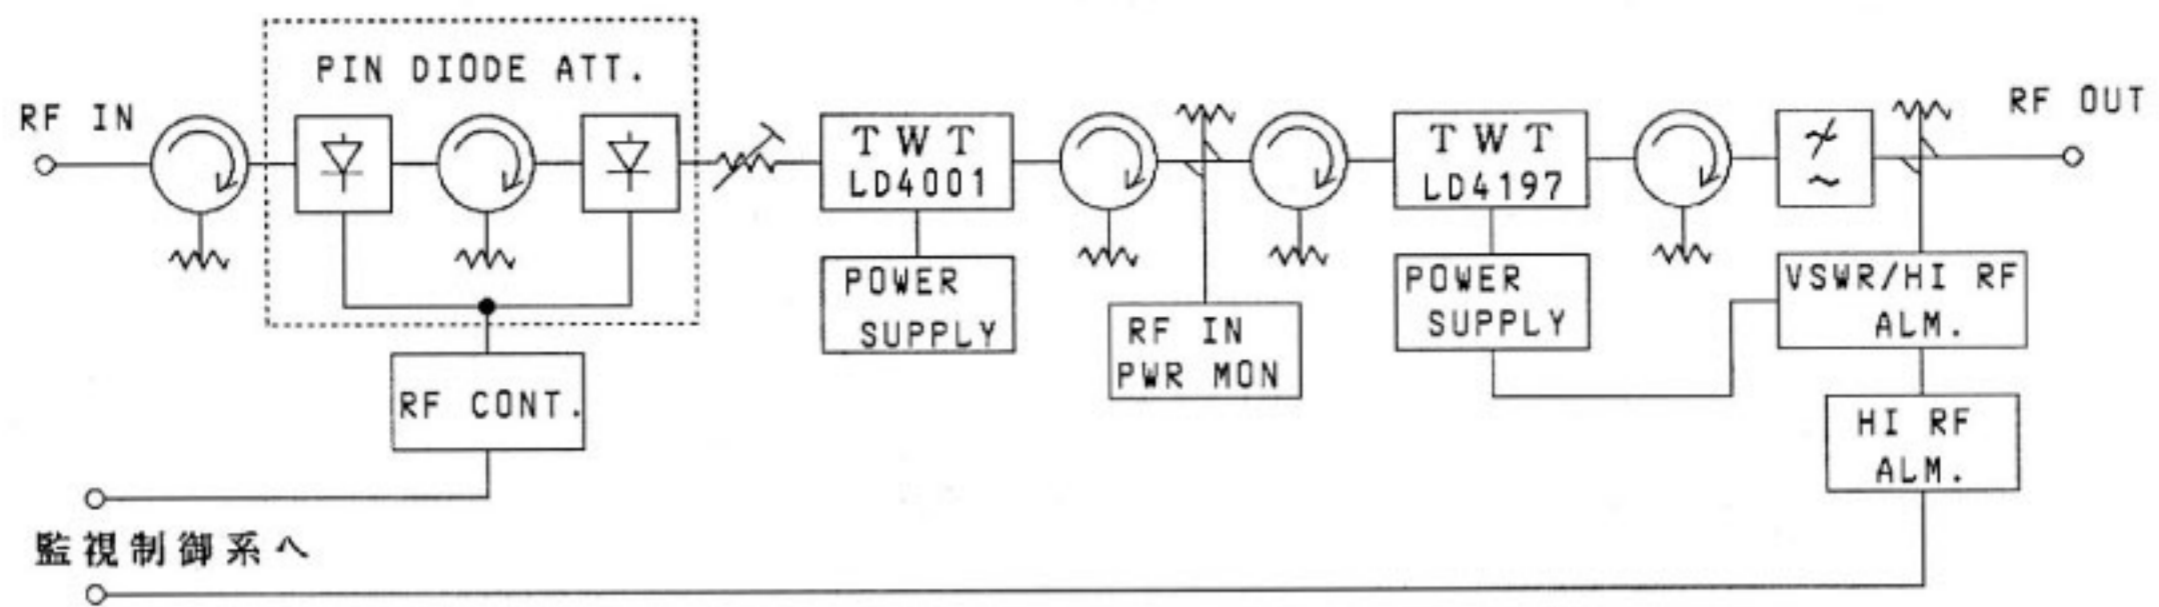 PIN DIODE ATT.
RF IN
RF OUT
TWT
LD4001
TWT
LD4197
POWER
SUPPLY
POWER
SUPPLY
VSWR/HI RF
ALM.
RF IN
PWR MON
RF CONT.
HI RF
ALM.
監視制御系へ